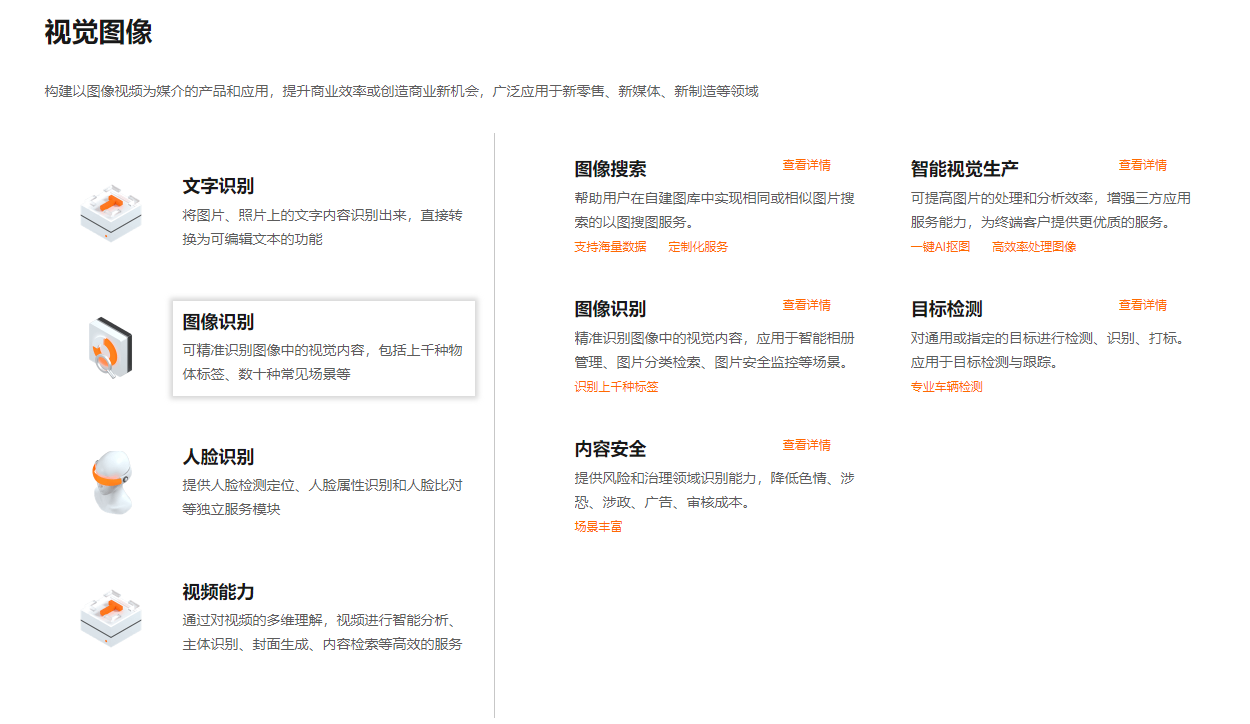 视觉图像
构建以图像视频为媒介的产品和应用，提升商业效率或创造商业新机会，广泛应用于新零售、新媒体、新制造等领域
文字识别
将图片、照片上的文字内容识别出来，直接转
换为可编辑文本的功能
图像识别
可精准识别图像中的视觉内容，包括上千种物
体标签、数十种常见场景等
人脸识别
提供人脸检测定位、人脸属性识别和人脸比对
等独立服务模块
视频能力
通过对视频的多维理解，视频进行智能分析、
主体识别、封面生成、内容检索等高效的服务
图像搜索 查看详情
帮助用户在自建图库中实现相同或相似图片搜
索的以图搜图服务。
支持海量数据 定制化服务
智能视觉生产 查看详情
可提高图片的处理和分析效率，增强三方应用
服务能力，为终端客户提供更优质的服务。
一键AI抠图 高效率处理图像
图像识别 查看详情
精准识别图像中的视觉内容，应用于智能相册
管理、图片分类检索、图片安全监控等场景。
识别上千种标签
目标检测 查看详情
对通用或指定的目标进行检测、识别、打标。
应用于目标检测与跟踪。
专业车辆检测
内容安全 查看详情
提供风险和治理领域识别能力，降低色情、涉
恐、涉政、广告、审核成本。
场景丰富